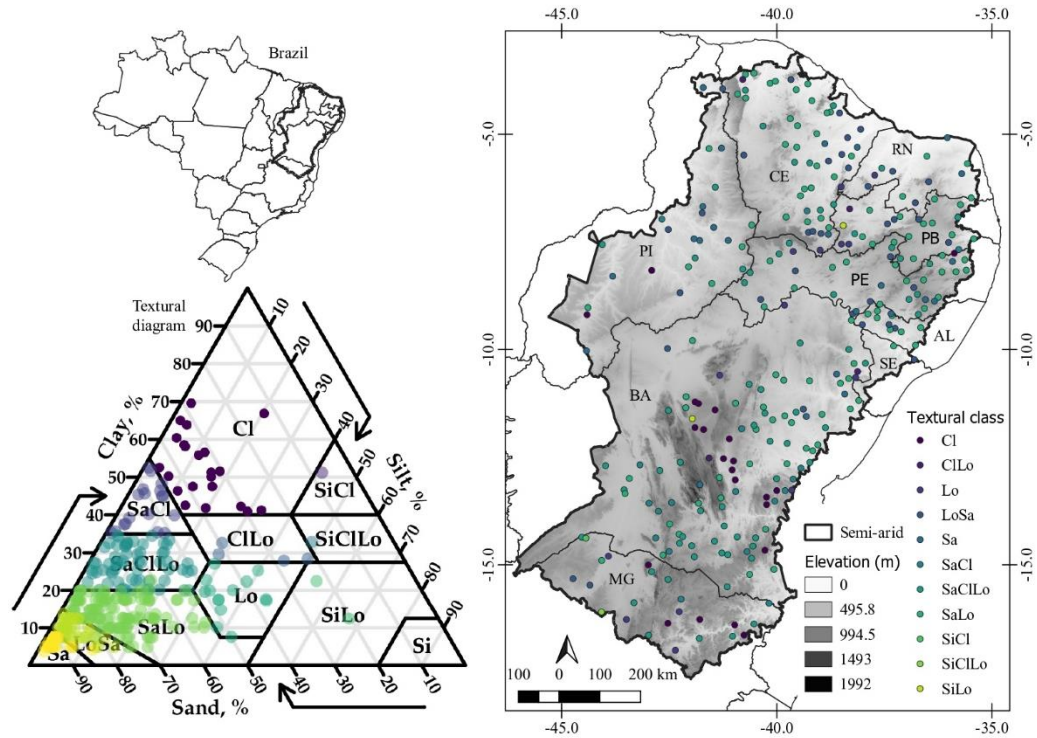 Brazil
Textural
diagram
90
80
70
60
50
40
30
20
10
Clay, %
10
20
30
40
50
60
70
80
90
Silt, %
90
80
70
60
50
40
30
20
10
Sand, %
Cl
SiCl
SaCl
ClLo
SiClLo
SaClLo
Lo
SiLo
SaLo
LoSa
Sa
Si
-45.0
-40.0
-35.0
-5.0
-10.0
-15.0
-5.0
-10.0
-15.0
-45.0
-40.0
-35.0
RN
CE
PB
PI
PE
AL
SE
BA
MG
100 0 100 200 km
Textural class
Cl
ClLo
Lo
LoSa
Sa
SaCl
SaClLo
SaLo
SiCl
SiClLo
SiLo
Semi-arid
Elevation (m)
0
495.8
994.5
1493
1992